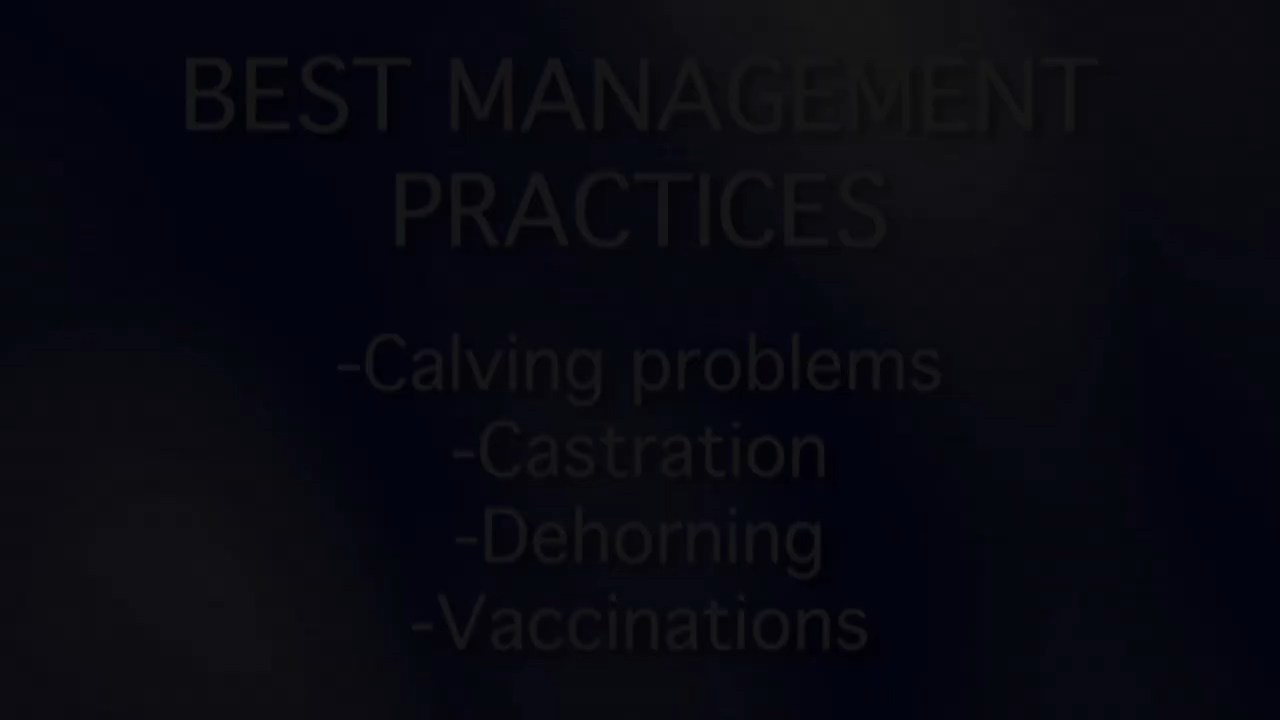 BEST MANAGEMENT
PRACTICES
-Calving problems
-Castration
-Dehorning
-Vaccinations